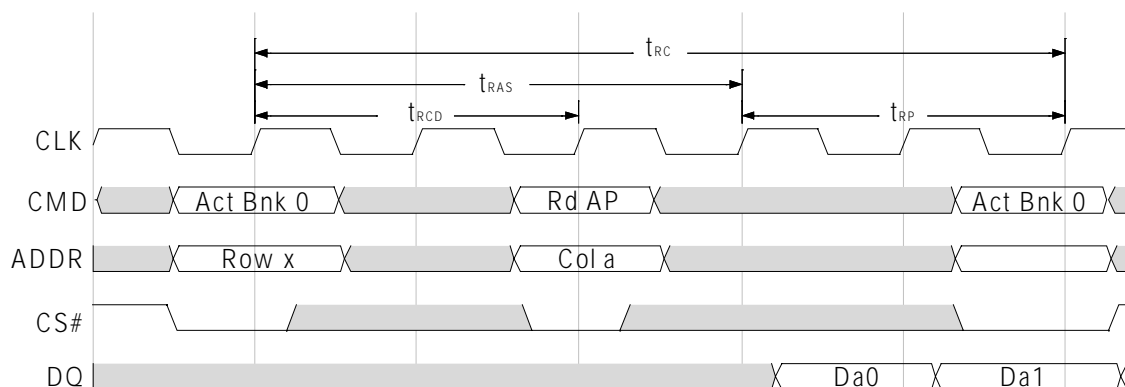 tRC
tRAS
tRCD tRP
CLK
CMD Act Bnk 0 Rd AP Act Bnk 0
ADDR Row x Col a
CS#
DQ Da0 Da1